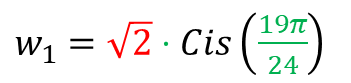 w₁ = √2 · Cis(19π/24)